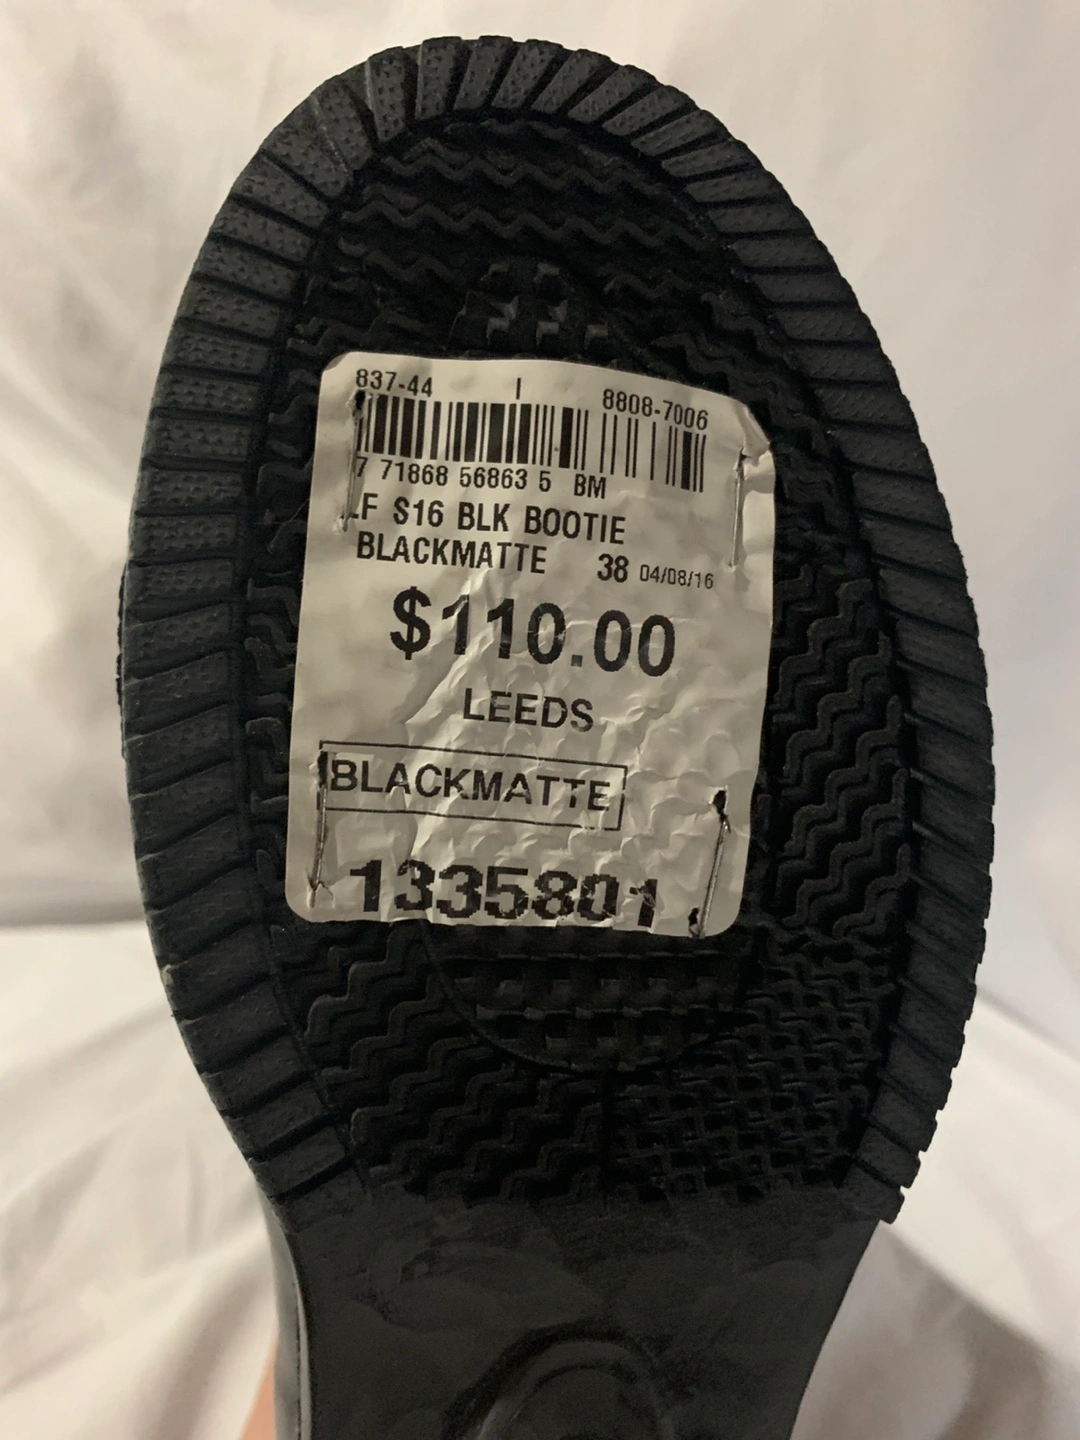 837-44 I 8808-7006
7 71868 56863 5 BM
LF S16 BLK BOOTIE
BLACKMATTE 38 04/08/16
$110.00
LEEDS
BLACKMATTE
1335801